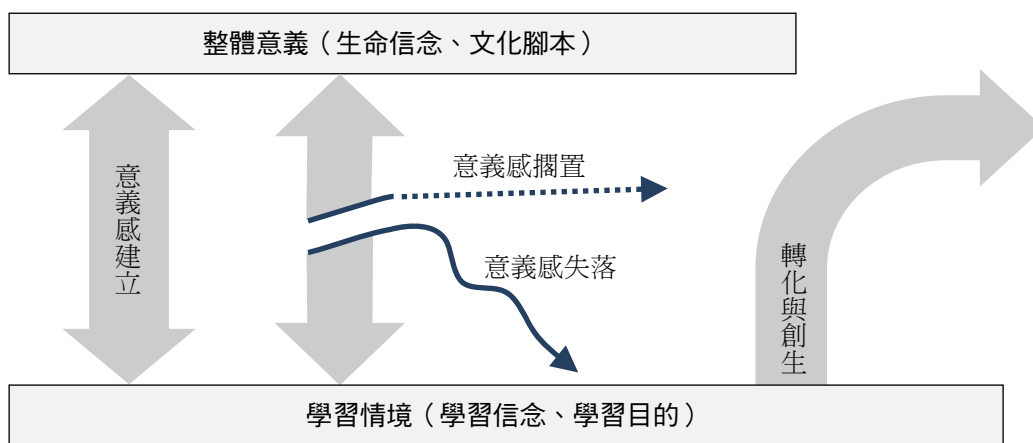 整體意義（生命信念、文化腳本）
意義感建立
意義感擱置
意義感失落
轉化與創生
學習情境（學習信念、學習目的）